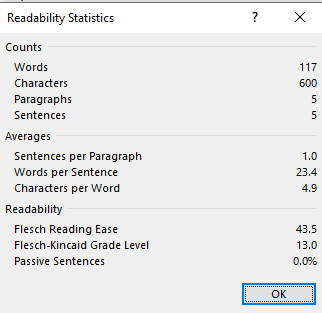 Readability Statistics ? ×
Counts
Words 117
Characters 600
Paragraphs 5
Sentences 5
Averages
Sentences per Paragraph 1.0
Words per Sentence 23.4
Characters per Word 4.9
Readability
Flesch Reading Ease 43.5
Flesch-Kincaid Grade Level 13.0
Passive Sentences 0.0%
OK